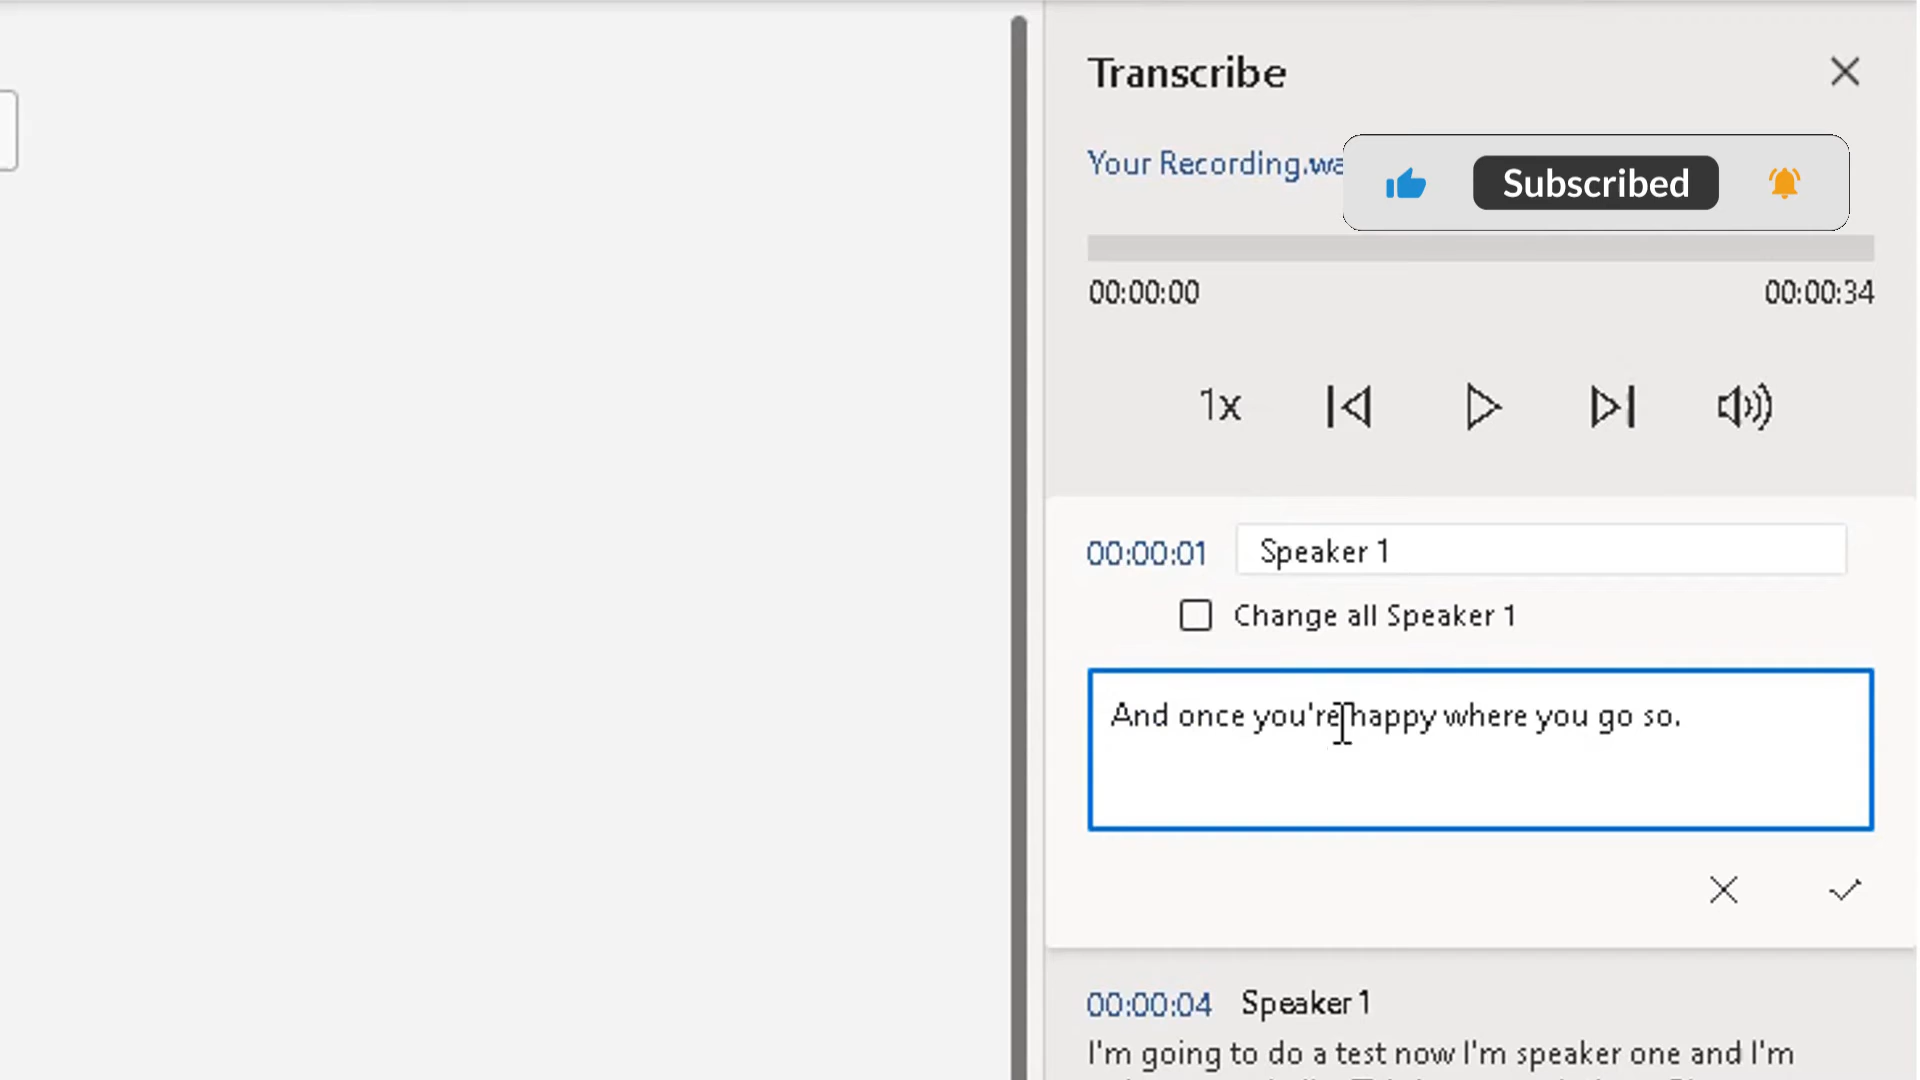 Transcribe
Your Recording.wa
Subscribed
00:00:00
00:00:34
1x
00:00:01 Speaker 1
Change all Speaker 1
And once you're happy where you go so.
00:00:04 Speaker 1
I'm going to do a test now I'm speaker one and I'm